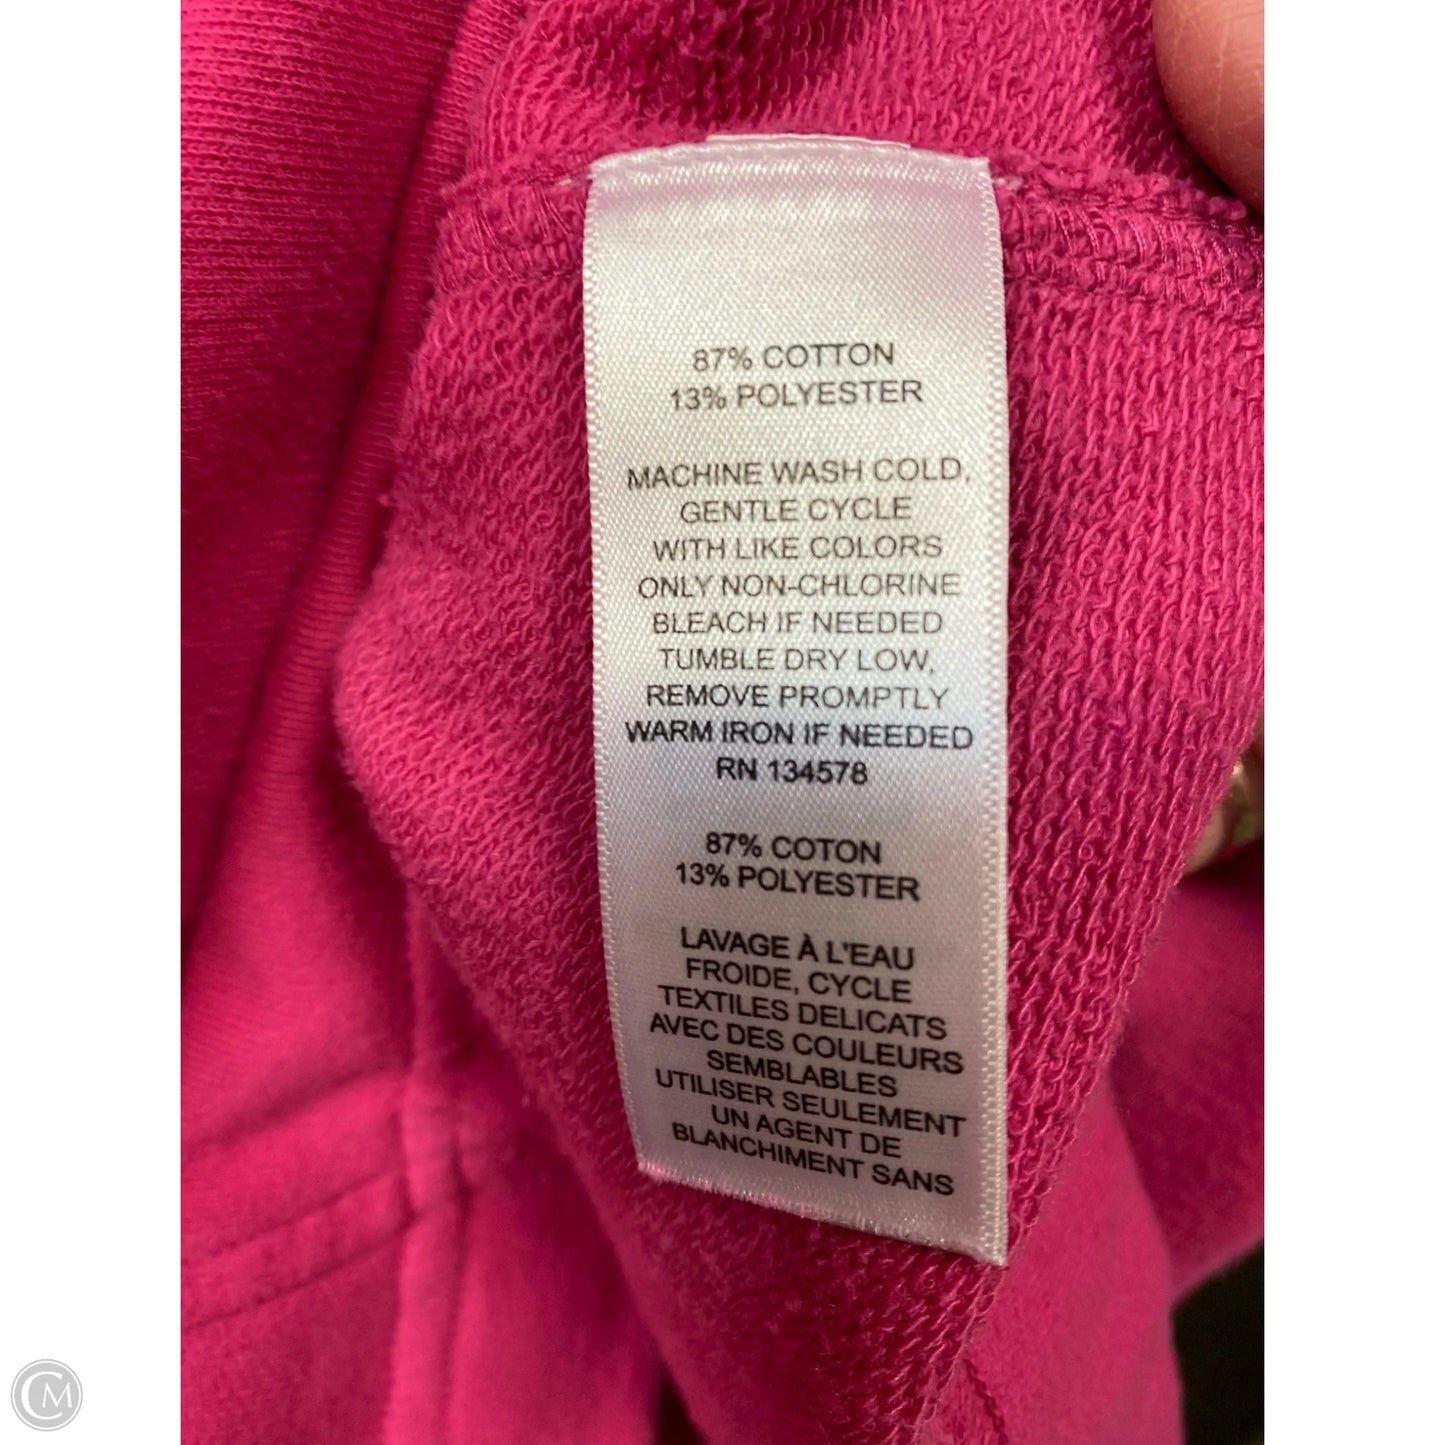 87% COTTON
13% POLYESTER
MACHINE WASH COLD,
GENTLE CYCLE
WITH LIKE COLORS
ONLY NON-CHLORINE
BLEACH IF NEEDED
TUMBLE DRY LOW,
REMOVE PROMPTLY
WARM IRON IF NEEDED
RN 134578
87% COTON
13% POLYESTER
LAVAGE À L'EAU
FROIDE, CYCLE
TEXTILES DELICATS
AVEC DES COULEURS
SEMBLABLES
UTILISER SEULEMENT
UN AGENT DE
BLANCHIMENT SANS
CM